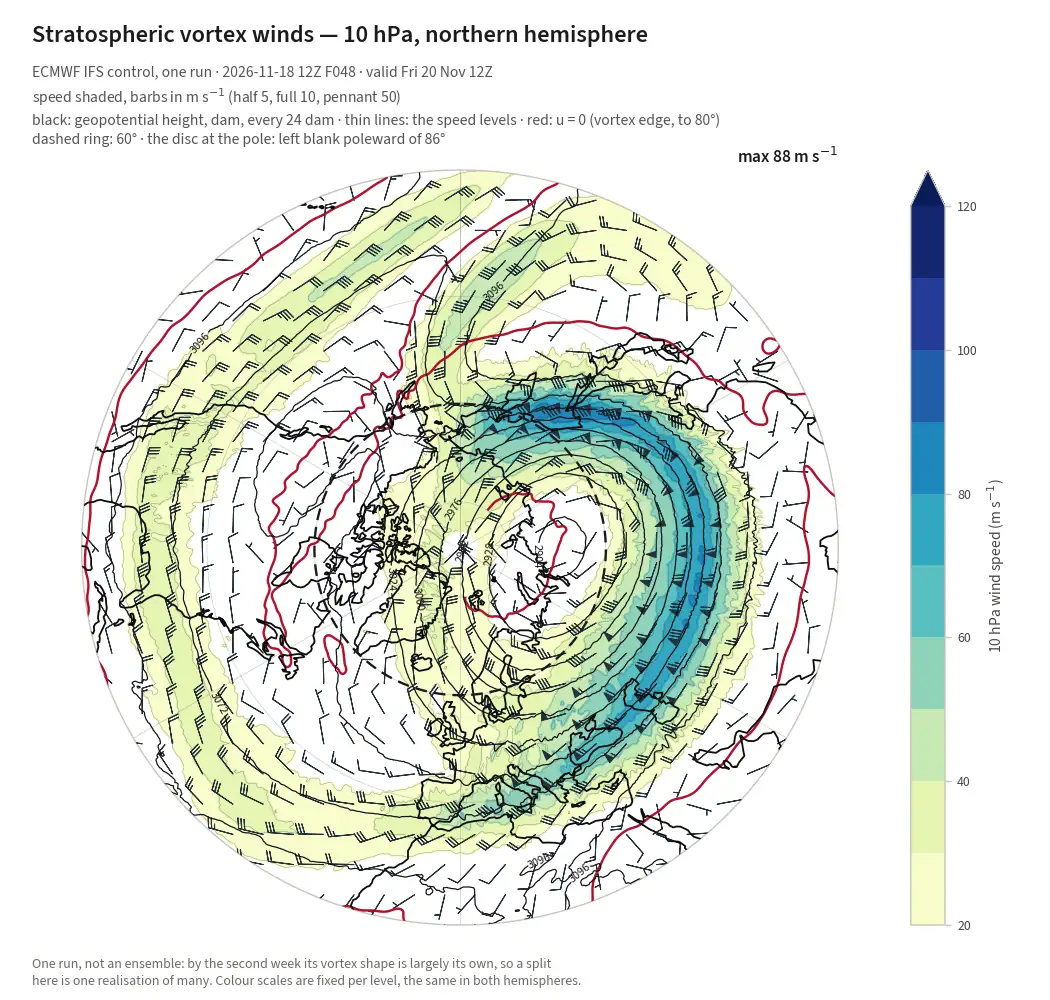 Stratospheric vortex winds — 10 hPa, northern hemisphere
ECMWF IFS control, one run · 2026-11-18 12Z F048 · valid Fri 20 Nov 12Z
speed shaded, barbs in m s⁻¹ (half 5, full 10, pennant 50)
black: geopotential height, dam, every 24 dam · thin lines: the speed levels · red: u = 0 (vortex edge, to 80°)
dashed ring: 60° · the disc at the pole: left blank poleward of 86°
max 88 m s⁻¹
120
100
80
60
40
20
10 hPa wind speed (m s⁻¹)
3096
3096
2976
2928
2904
3072
3096
3096
One run, not an ensemble: by the second week its vortex shape is largely its own, so a split
here is one realisation of many. Colour scales are fixed per level, the same in both hemispheres.